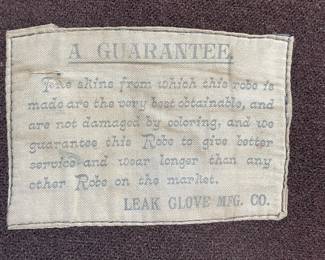 A GUARANTEE.
The skins from which this robe is
made are the very best obtainable, and
are not damaged by coloring, and we
guarantee this Robe to give better
service and wear longer than any
other Robe on the market.
LEAK GLOVE MFG. CO.